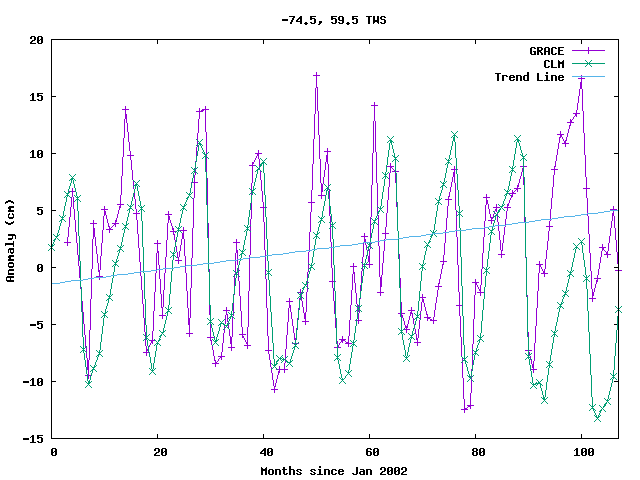 -74.5, 59.5 TWS
GRACE
CLM
Trend Line
20
15
10
5
0
-5
-10
-15
Anomaly (cm)
0 20 40 60 80 100
Months since Jan 2002